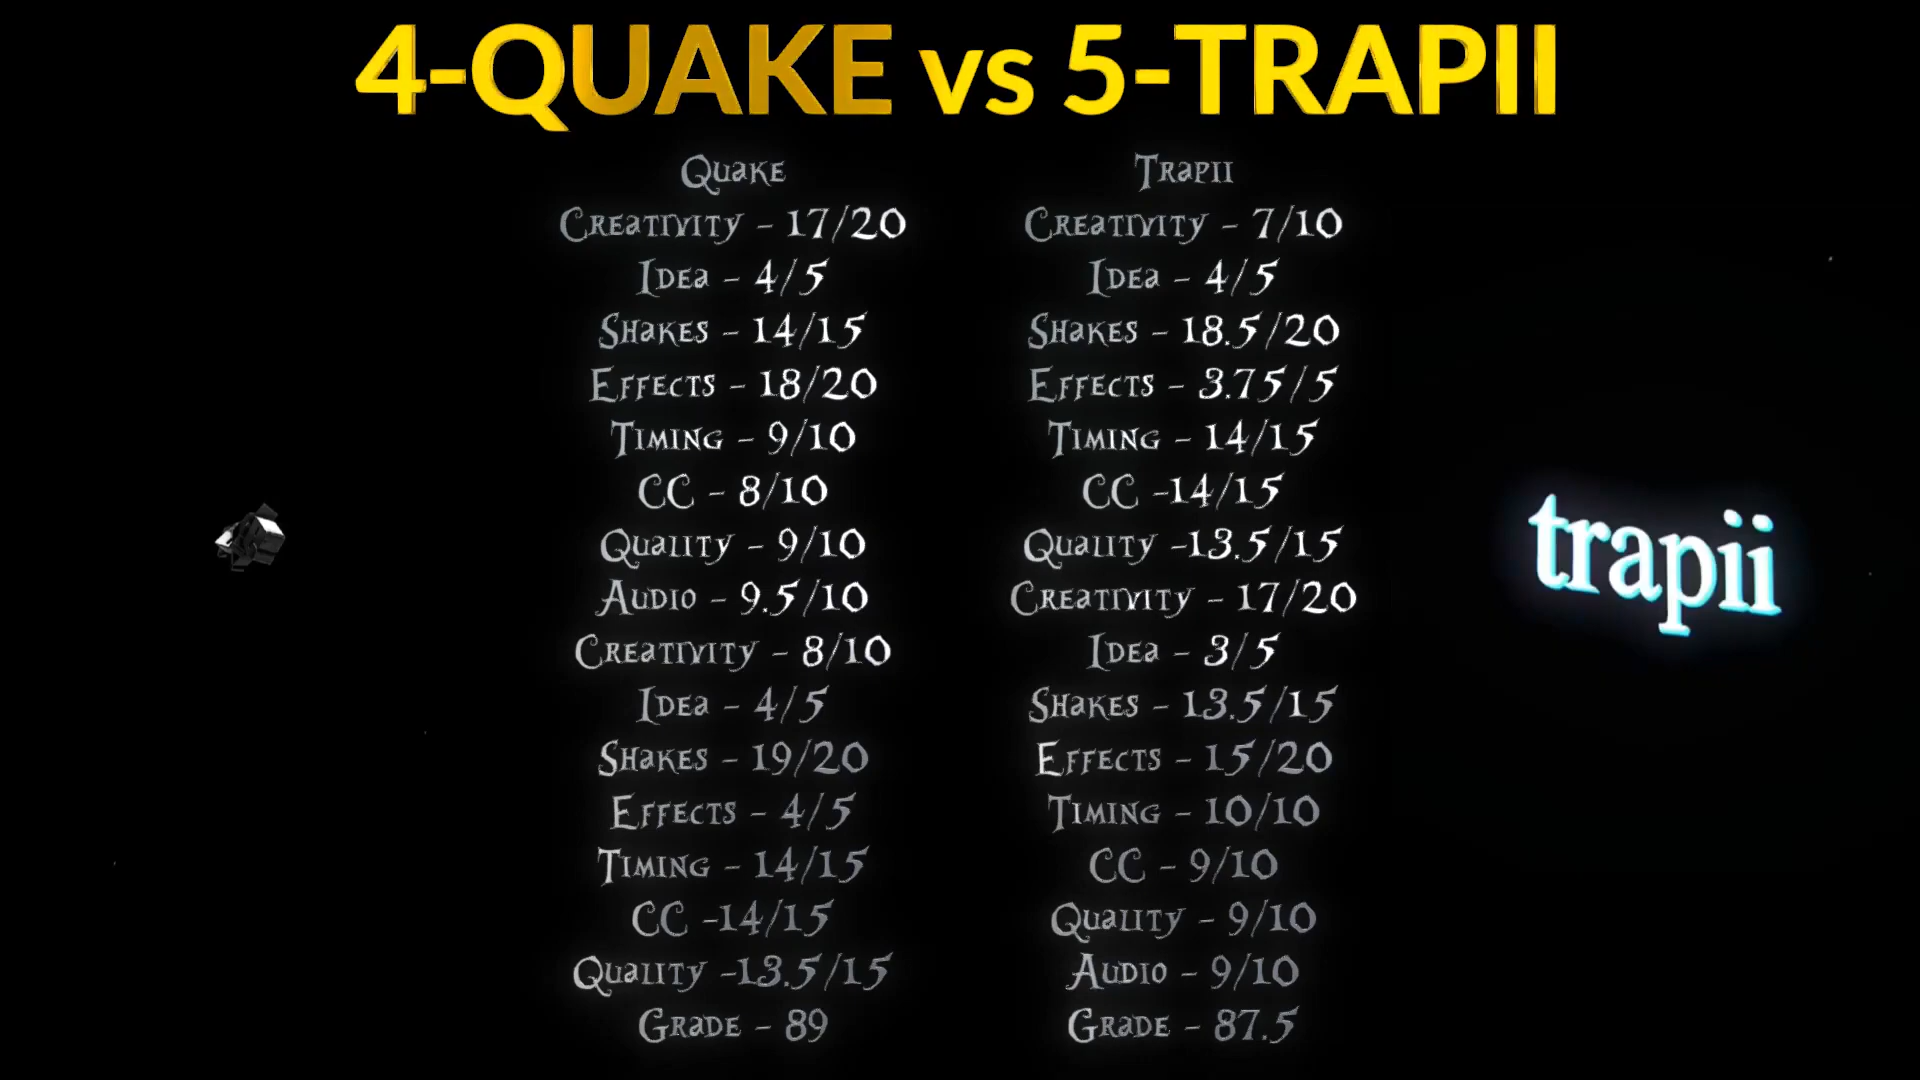 4-QUAKE vs 5-TRAPII
Quake
Creativity - 17/20
Idea - 4/5
Shakes - 14/15
Effects - 18/20
Timing - 9/10
CC - 8/10
Quality - 9/10
Audio - 9.5/10
Creativity - 8/10
Idea - 4/5
Shakes - 19/20
Effects - 4/5
Timing - 14/15
CC -14/15
Quality -13.5/15
Grade - 89
Trapii
Creativity - 7/10
Idea - 4/5
Shakes - 18.5/20
Effects - 3.75/5
Timing - 14/15
CC -14/15
Quality -13.5/15
Creativity - 17/20
Idea - 3/5
Shakes - 13.5/15
Effects - 15/20
Timing - 10/10
CC - 9/10
Quality - 9/10
Audio - 9/10
Grade - 87.5
trapii